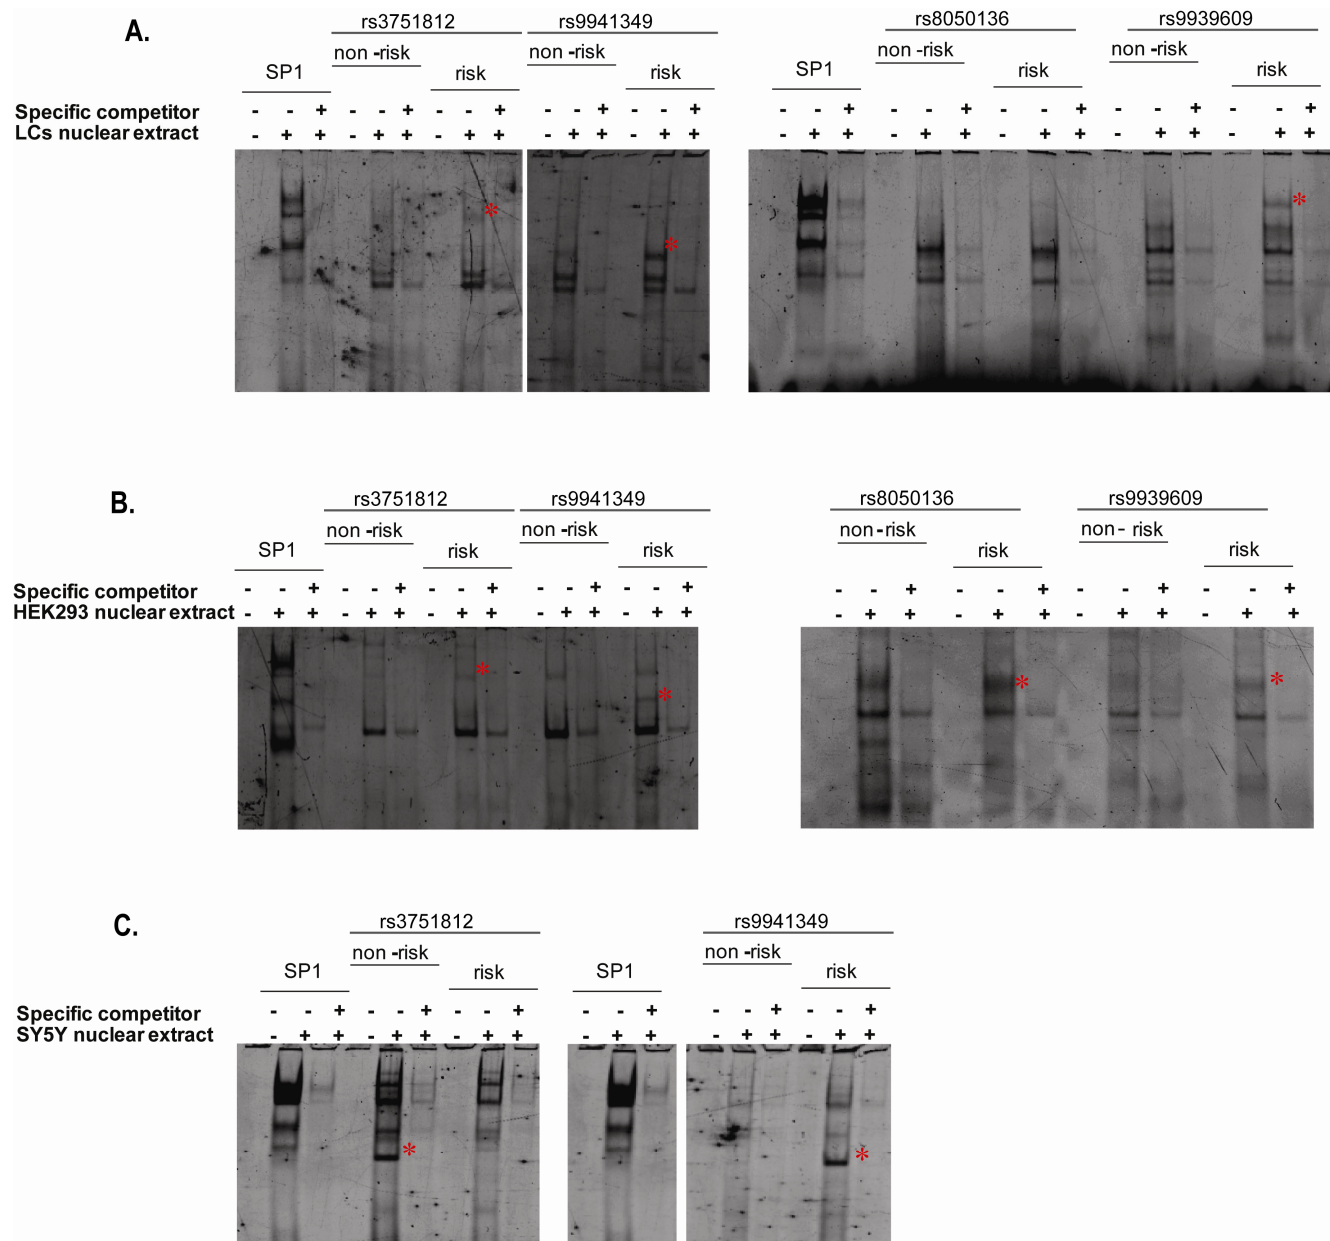 A.
rs3751812 rs9941349 rs8050136 rs9939609
non -risk non -risk non -risk non -risk
SP1 risk risk SP1 risk risk
Specific competitor - - + - - + - - + - - + - - + - - + - - + - - + - - + - - +
LCs nuclear extract - + + - + + - + + - + + - + + - + + - + + - + + - + + - + +
* * *
B.
rs3751812 rs9941349 rs8050136 rs9939609
non -risk non -risk non-risk non- risk
SP1 risk risk risk risk
Specific competitor - - + - - + - - + - - + - - + - - + - - + - - + - - +
HEK293 nuclear extract - + + - + + - + + - + + - + + - + + - + + - + + - + +
* * * *
C.
rs3751812 rs9941349
non -risk non -risk
SP1 risk SP1 risk
Specific competitor - - + - - + - - + - - + - - + - - +
SY5Y nuclear extract - + + - + + - + + - + + - + + - + +
* *